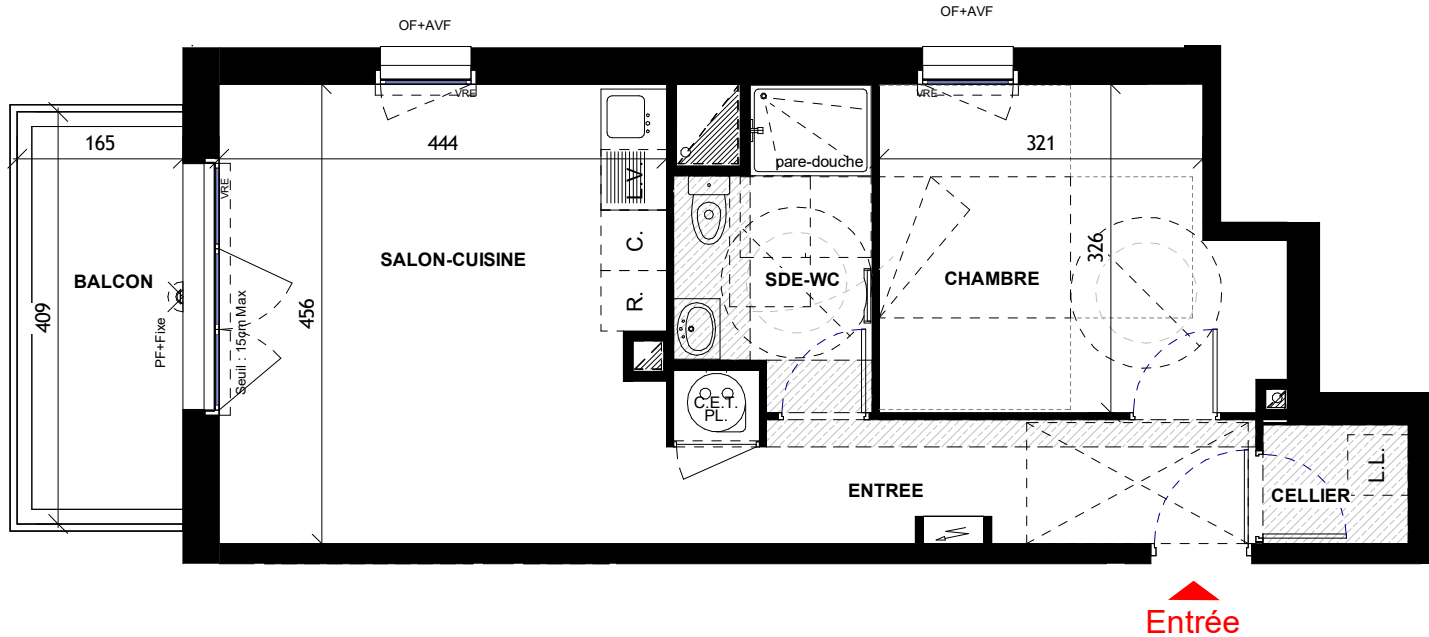 OF+AVF
OF+AVF
VRE
VRE
165
444
321
pare-douche
VRE
L.V.
C.
R.
SALON-CUISINE
BALCON
SDE-WC
CHAMBRE
326
409
456
PF+Fixe
Seuil : 15cm Max
C.E.T.
PL.
ENTREE
CELLIER
L.L.
Entrée